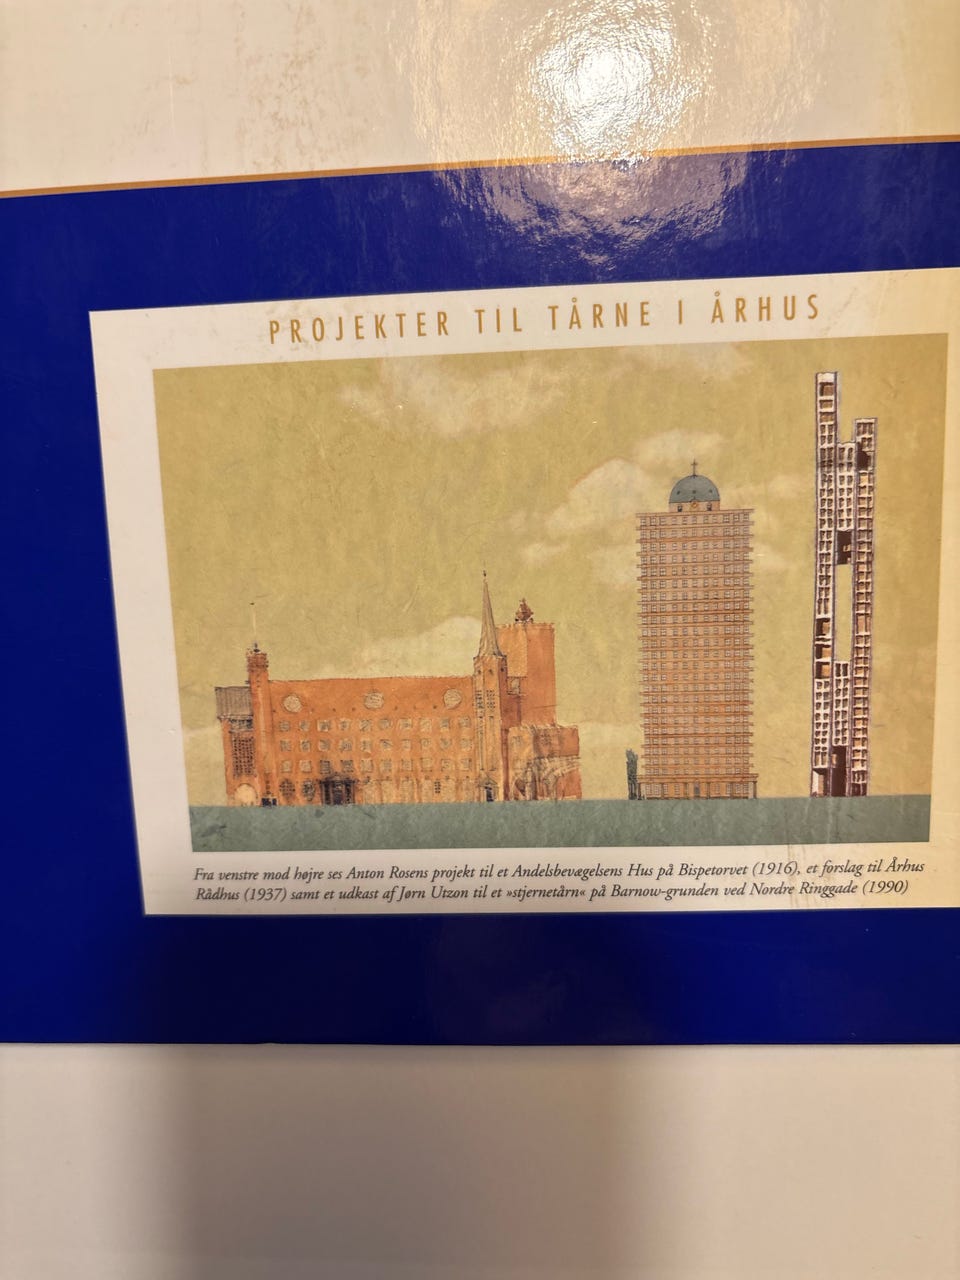 PROJEKTER TIL TÅRNE I ÅRHUS
Fra venstre mod højre ses Anton Rosens projekt til et Andelsbevægelsens Hus på Bispetorvet (1916), et forslag til Århus
Rådhus (1937) samt et udkast af Jørn Utzon til et »stjernetårn« på Barnow-grunden ved Nordre Ringgade (1990)